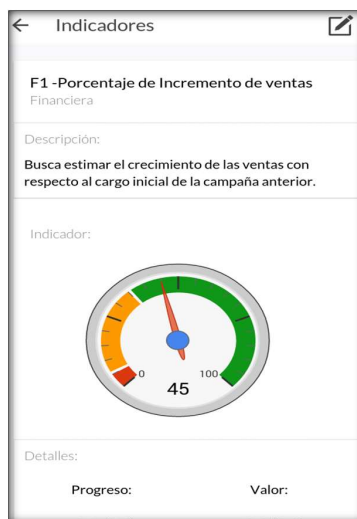 Indicadores
F1 -Porcentaje de Incremento de ventas
Financiera
Descripción:
Busca estimar el crecimiento de las ventas con
respecto al cargo inicial de la campaña anterior.
Indicador:
0 100
45
Detalles:
Progreso: Valor: